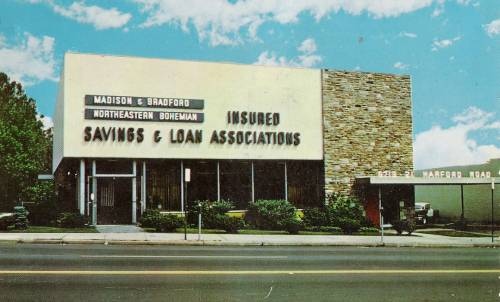 MADISON & BRADFORD
NORTHEASTERN BOHEMIAN
INSURED
SAVINGS & LOAN ASSOCIATIONS
HARFORD ROAD